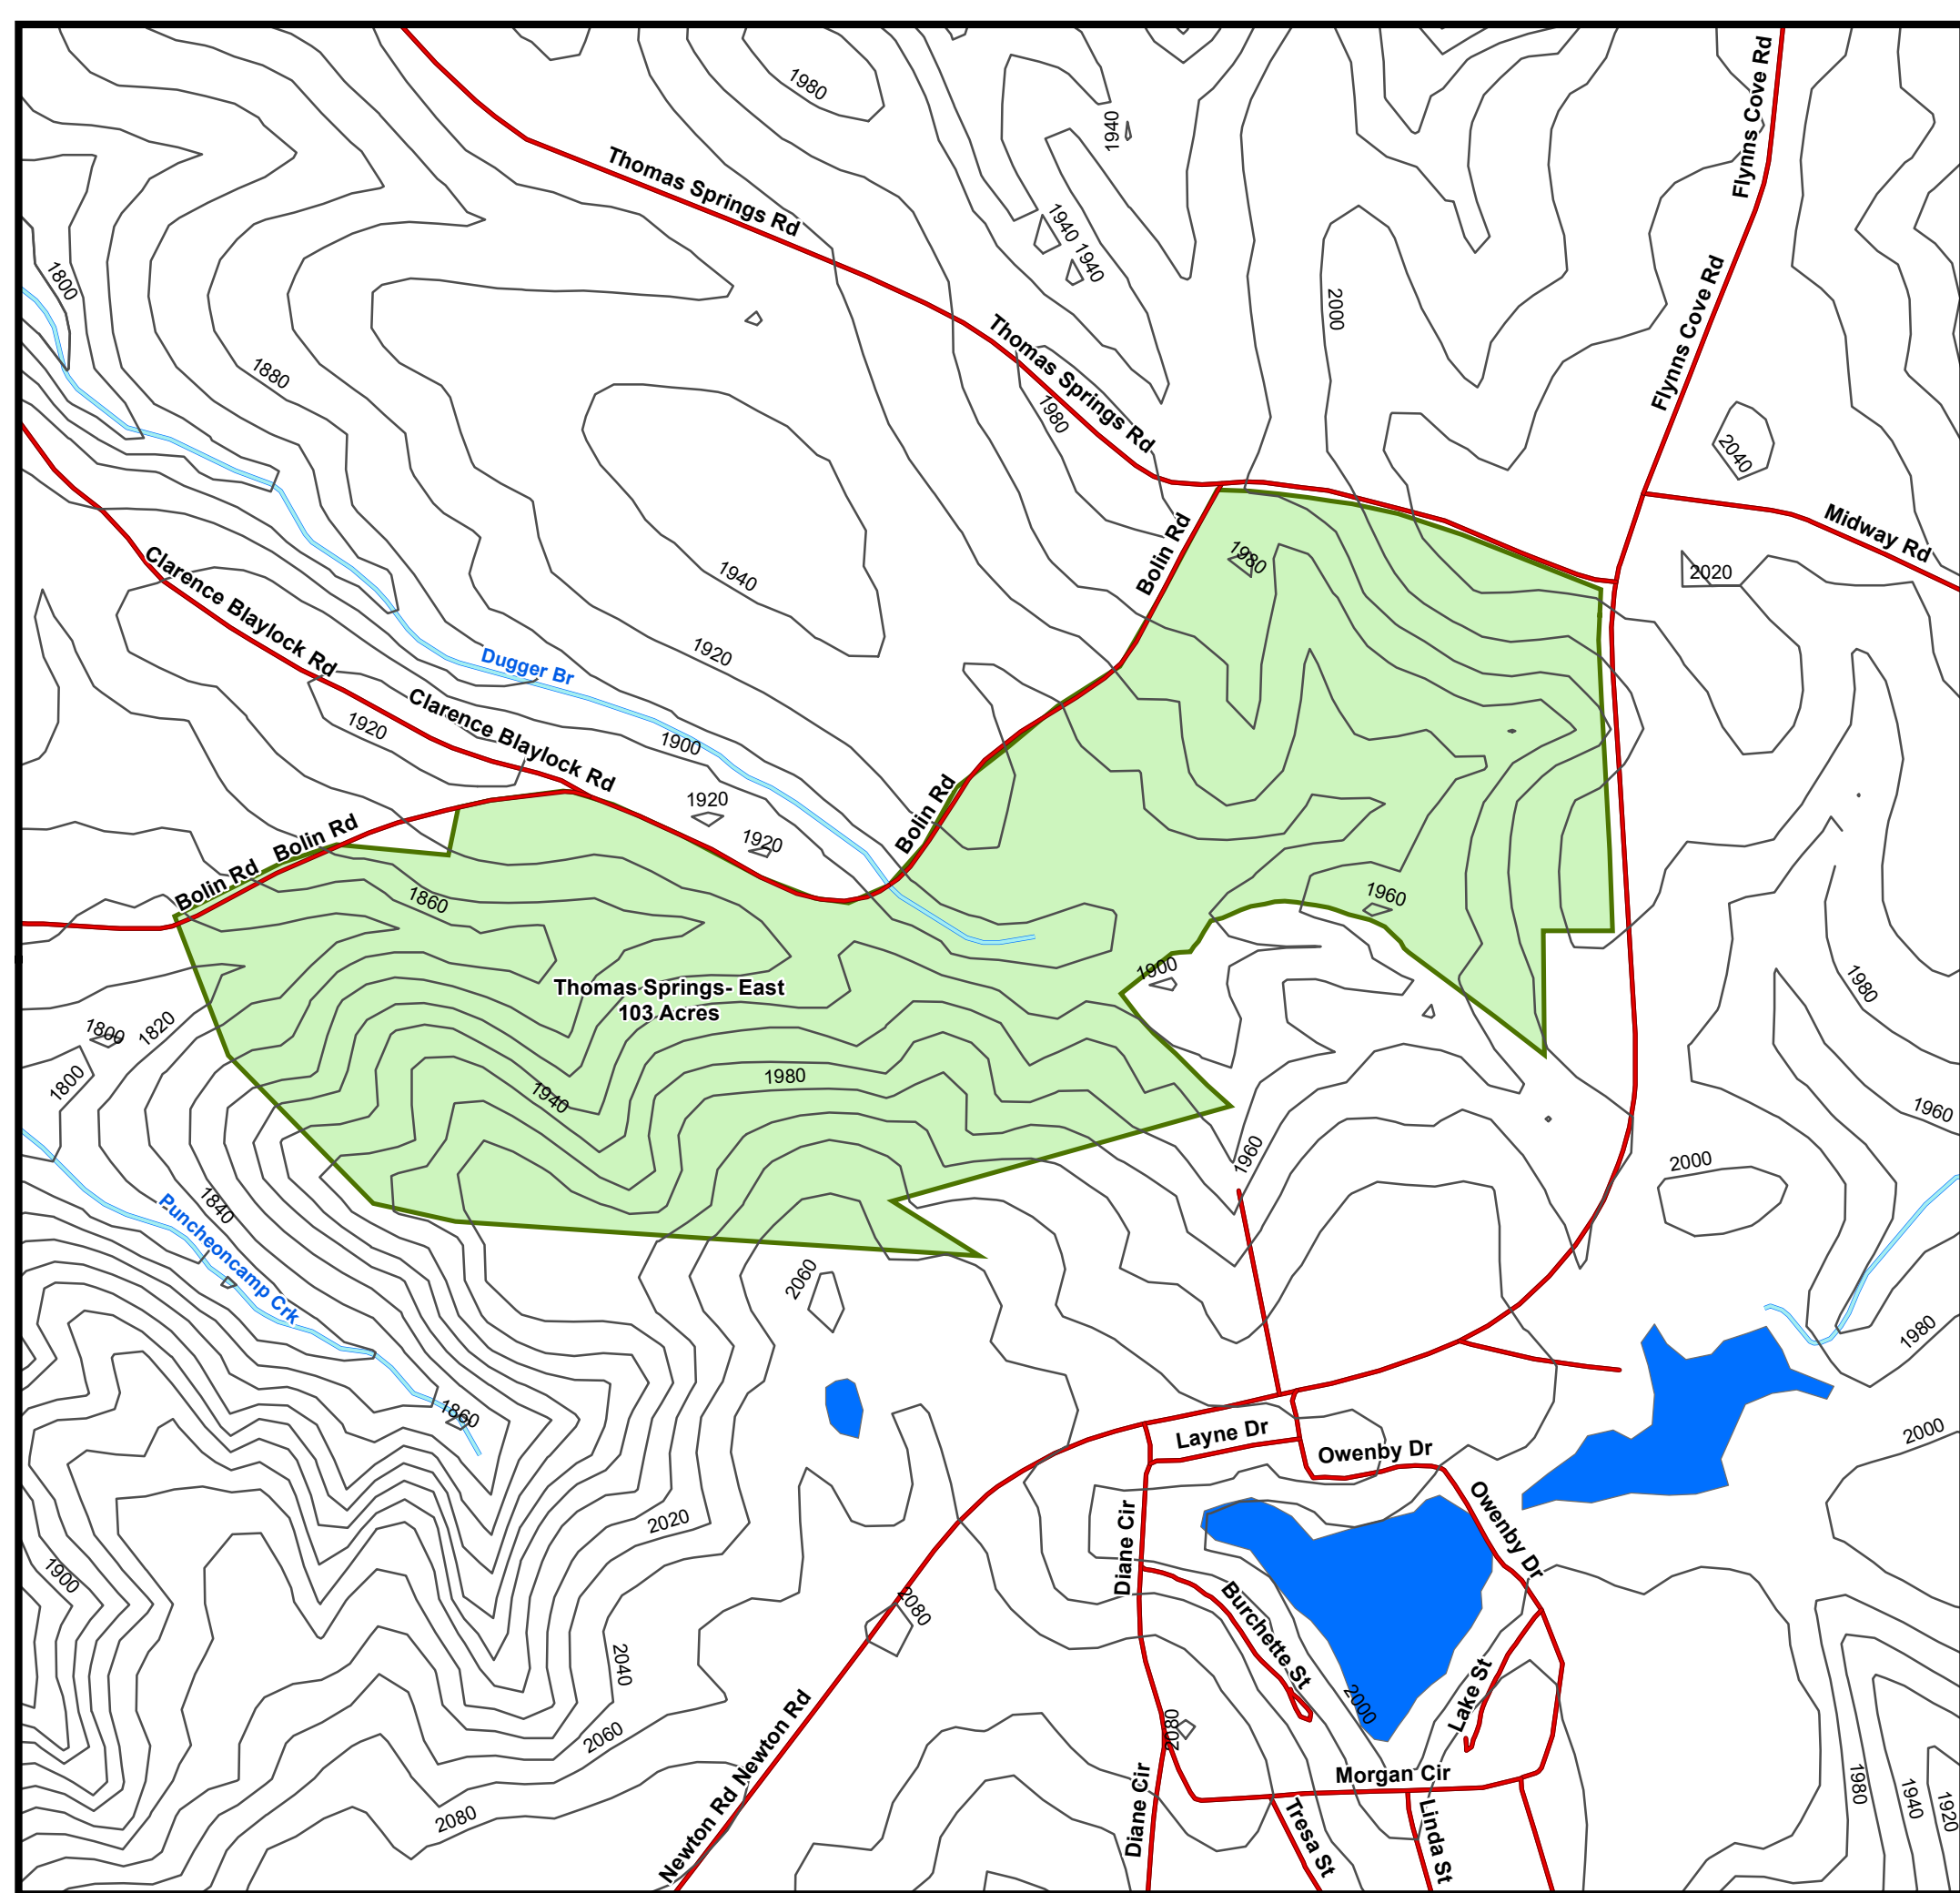 1980
Flynns Cove Rd
1940
Thomas Springs Rd
1940
1940
1800
2000
Flynns Cove Rd
Thomas Springs Rd
1880
1980
2040
Midway Rd
Bolin Rd
1980
1940
2020
Clarence Blaylock Rd
1920
Dugger Br
1920
Clarence Blaylock Rd
1900
1920
1920
Bolin Rd
Bolin Rd
Bolin Rd
1860
1960
1900
1980
Thomas Springs- East
103 Acres
1800
1820
1800
1980
1940
1960
1960
2000
1840
Puncheoncamp Crk
2060
1980
1860
2000
Layne Dr
Owenby Dr
2020
Owenby Dr
Diane Cir
1900
2080
Burchette St
2040
Lake St
2000
2080
2060
Newton Rd
Newton Rd
Morgan Cir
Diane Cir
Tresa St
Linda St
2080
1980
1940
1920